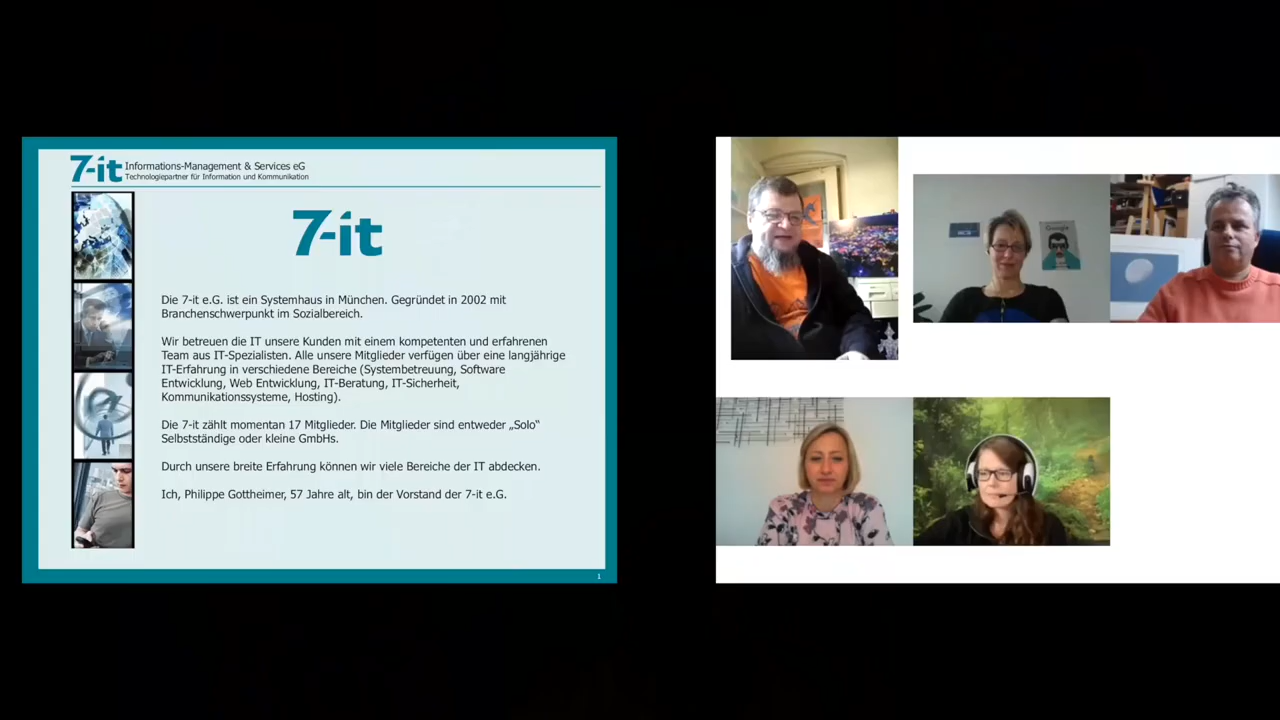 7-it Informations-Management & Services eG
Technologiepartner für Information und Kommunikation
7-it
Die 7-it e.G. ist ein Systemhaus in München. Gegründet in 2002 mit
Branchenschwerpunkt im Sozialbereich.
Wir betreuen die IT unsere Kunden mit einem kompetenten und erfahrenen
Team aus IT-Spezialisten. Alle unsere Mitglieder verfügen über eine langjährige
IT-Erfahrung in verschiedene Bereiche (Systembetreuung, Software
Entwicklung, Web Entwicklung, IT-Beratung, IT-Sicherheit,
Kommunikationssysteme, Hosting).
Die 7-it zählt momentan 17 Mitglieder. Die Mitglieder sind entweder „Solo“
Selbstständige oder kleine GmbHs.
Durch unsere breite Erfahrung können wir viele Bereiche der IT abdecken.
Ich, Philippe Gottheimer, 57 Jahre alt, bin der Vorstand der 7-it e.G.
1
Google